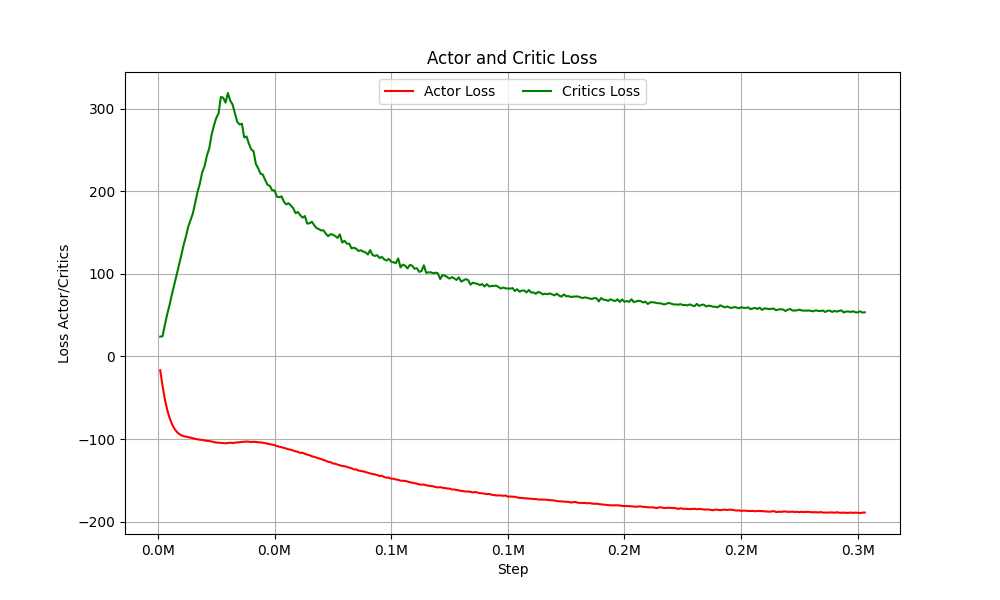 Actor and Critic Loss
Actor Loss
Critics Loss
Loss Actor/Critics
300
200
100
0
−100
−200
0.0M
0.0M
0.1M
0.1M
0.2M
0.2M
0.3M
Step